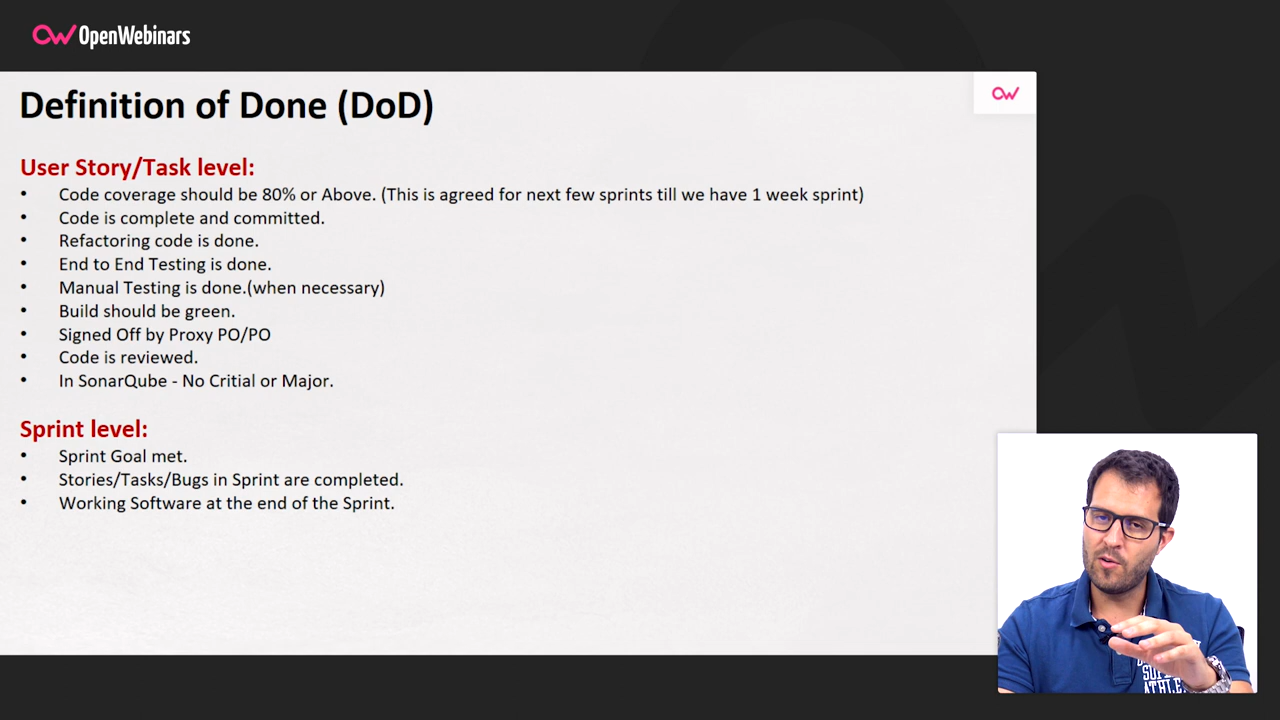 OpenWebinars
Definition of Done (DoD)
User Story/Task level:
• Code coverage should be 80% or Above. (This is agreed for next few sprints till we have 1 week sprint)
• Code is complete and committed.
• Refactoring code is done.
• End to End Testing is done.
• Manual Testing is done.(when necessary)
• Build should be green.
• Signed Off by Proxy PO/PO
• Code is reviewed.
• In SonarQube - No Critial or Major.
Sprint level:
• Sprint Goal met.
• Stories/Tasks/Bugs in Sprint are completed.
• Working Software at the end of the Sprint.